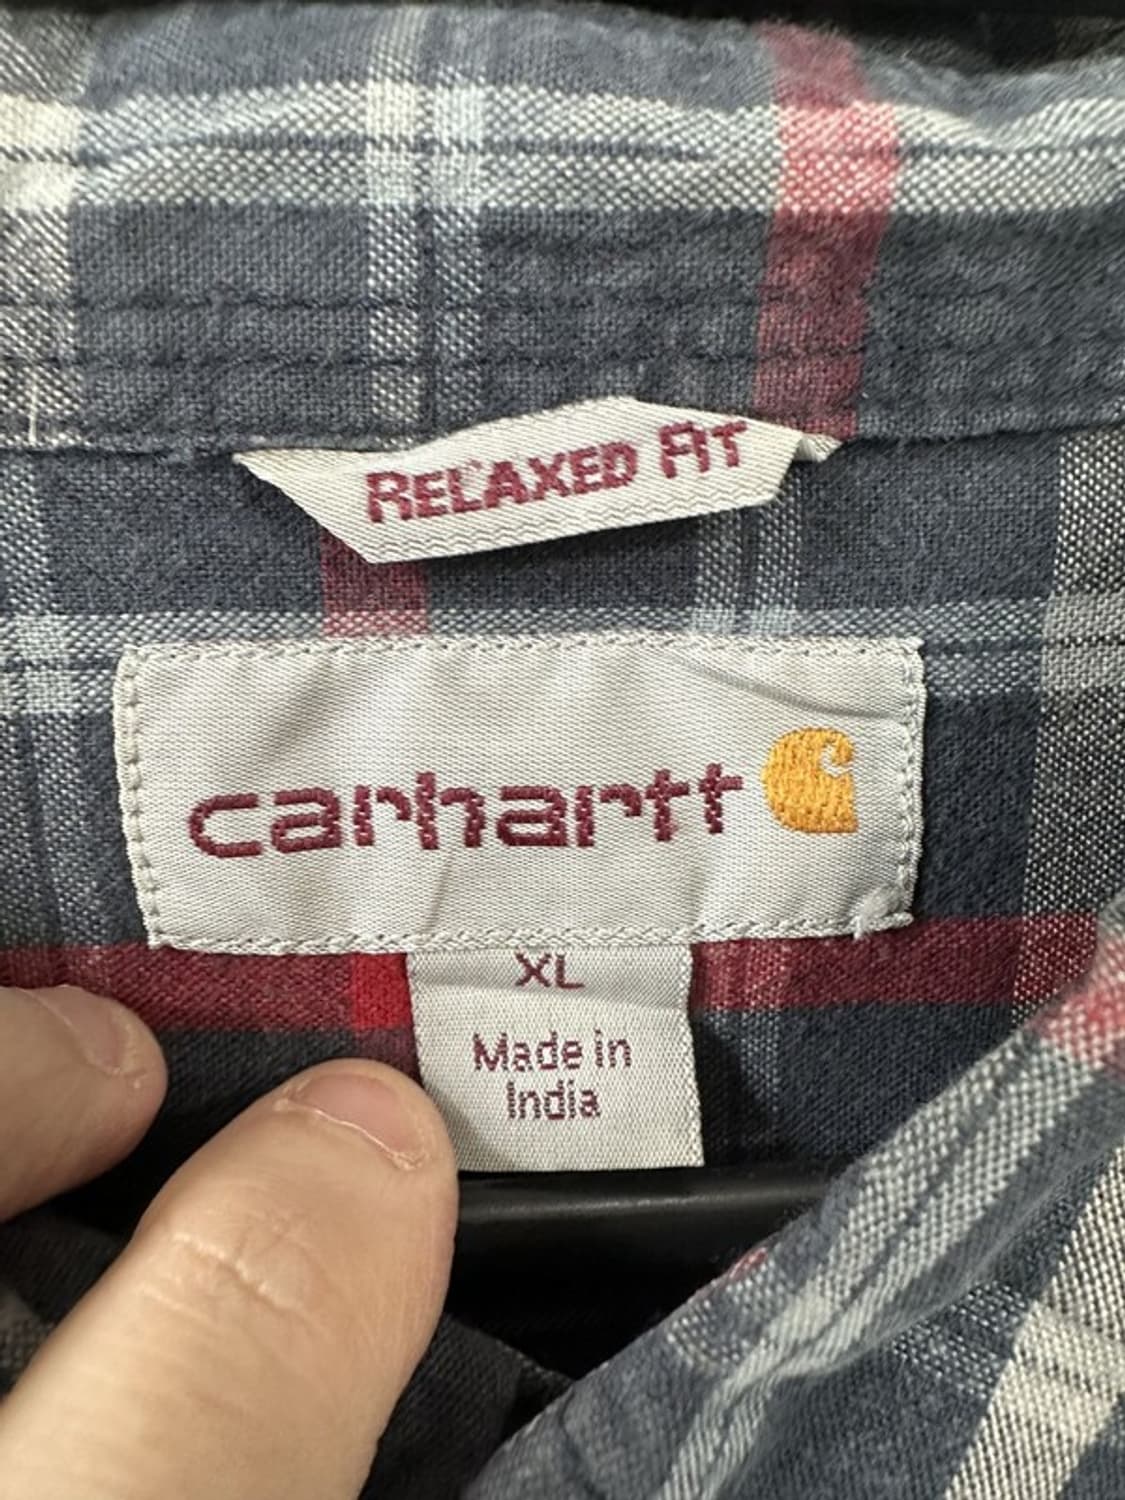 RELAXED FIT
carhartt
XL
Made in
India